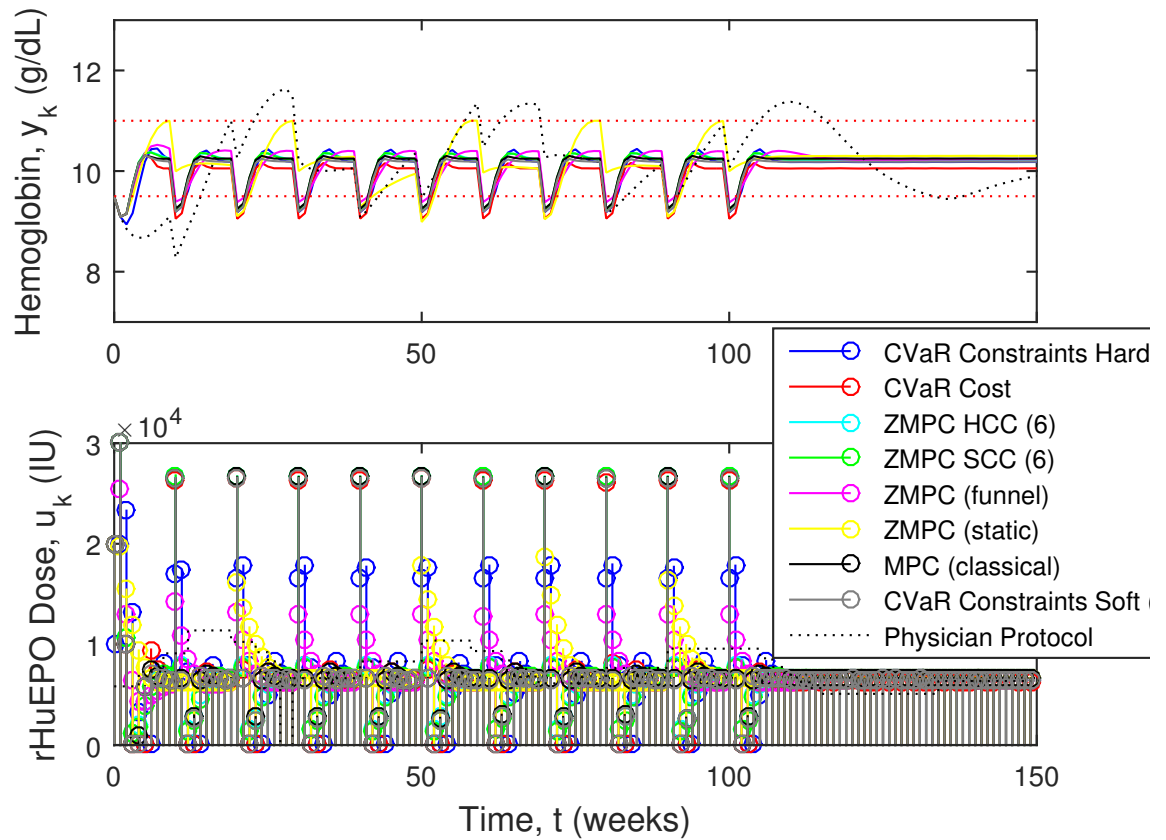 Hemoglobin, y_k (g/dL)
12
10
8
0
50
100
CVaR Constraints Hard
CVaR Cost
ZMPC HCC (6)
ZMPC SCC (6)
ZMPC (funnel)
ZMPC (static)
MPC (classical)
CVaR Constraints Soft (
Physician Protocol
rHuEPO Dose, u_k (IU)
× 10^4
3
2
1
0
0
50
100
150
Time, t (weeks)